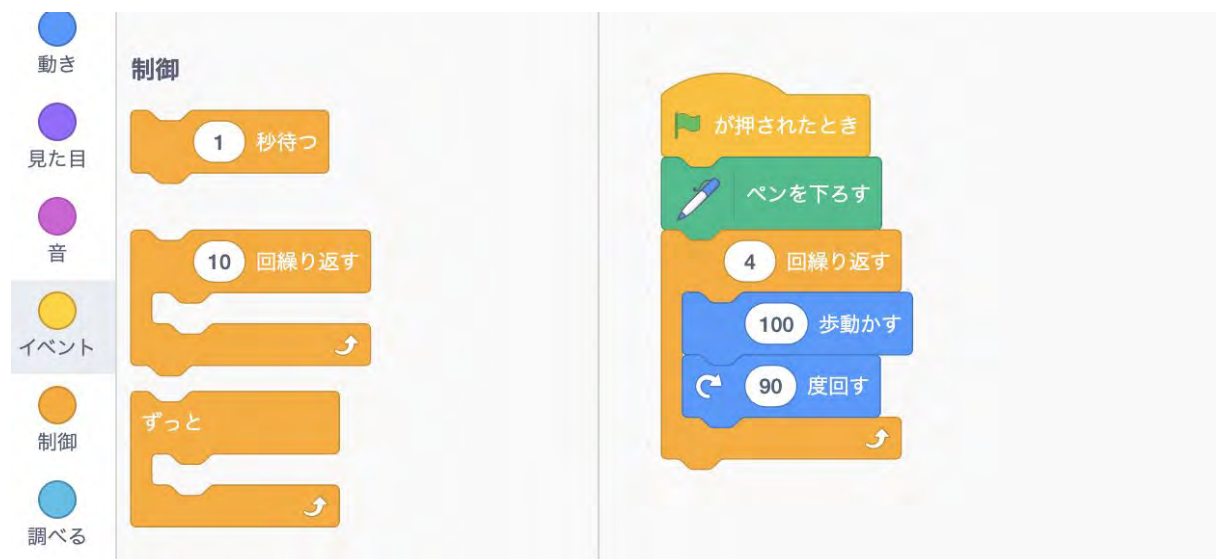 動き
見た目
音
イベント
制御
調べる
制御
1 秒待つ
10 回繰り返す
ずっと
が押されたとき
ペンを下ろす
4 回繰り返す
100 歩動かす
90 度回す